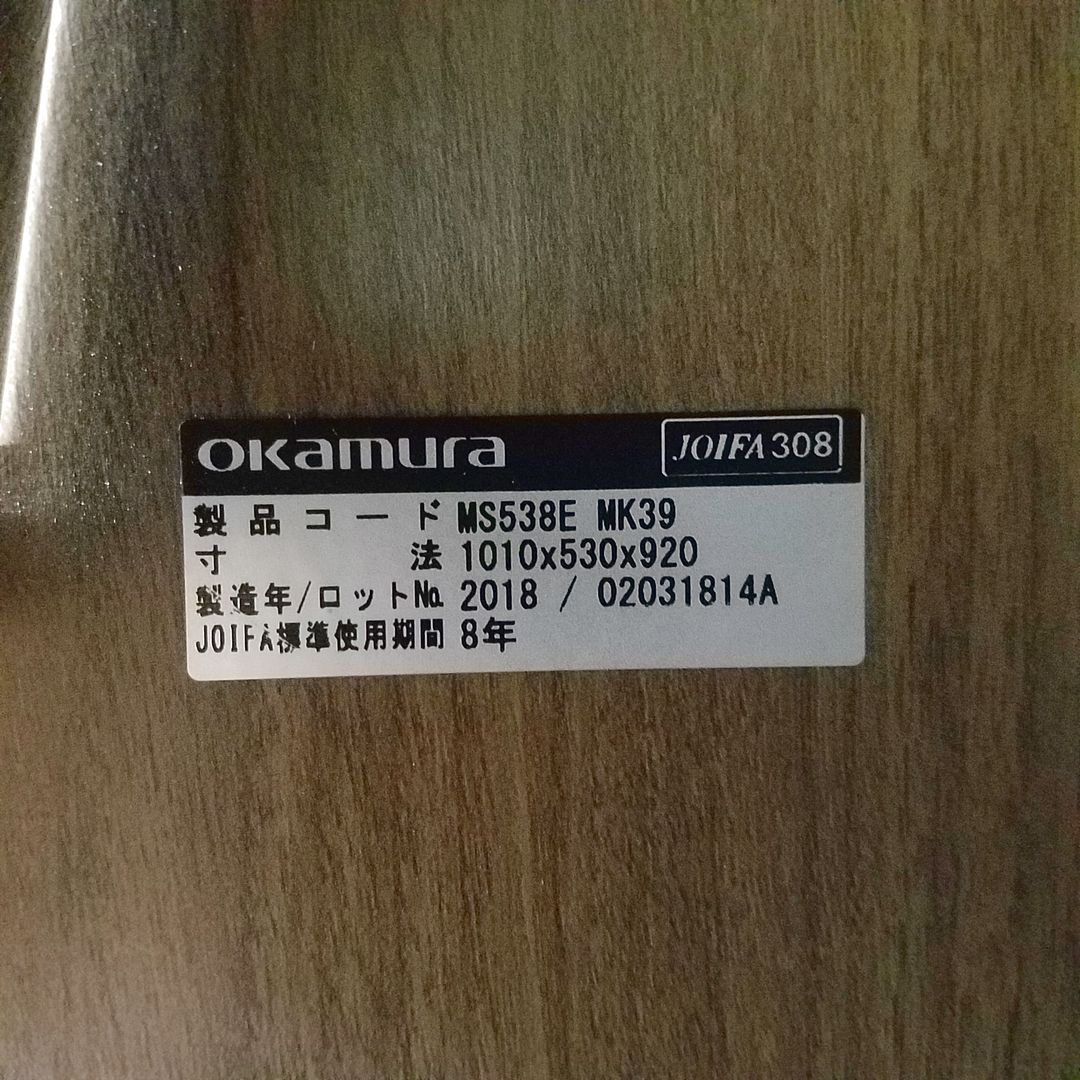 okamura JOIFA308
製品コード MS538E MK39
寸法 1010x530x920
製造年/ロット№ 2018 / 02031814A
JOIFA標準使用期間 8年